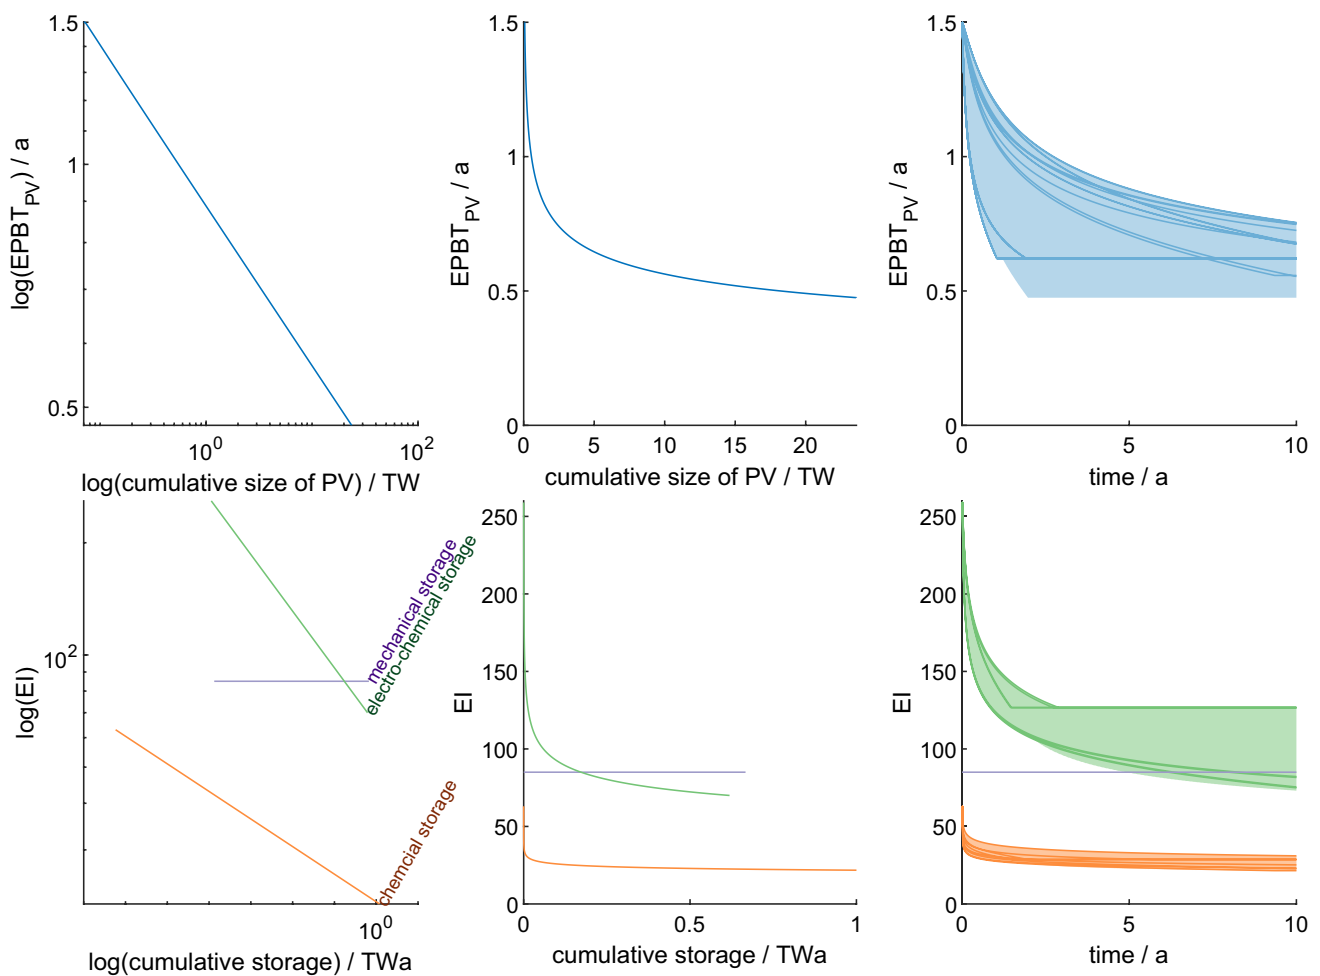 1.5
1
0.5
log(EPBT_PV) / a
10^0
10^2
log(cumulative size of PV) / TW
1.5
1
0.5
0
EPBT_PV / a
0
5
10
15
20
cumulative size of PV / TW
1.5
1
0.5
0
EPBT_PV / a
0
5
10
time / a
10^2
log(EI)
mechanical storage
electro-chemical storage
chemcial storage
10^0
log(cumulative storage) / TWa
250
200
150
100
50
0
EI
0
0.5
1
cumulative storage / TWa
250
200
150
100
50
0
EI
0
5
10
time / a